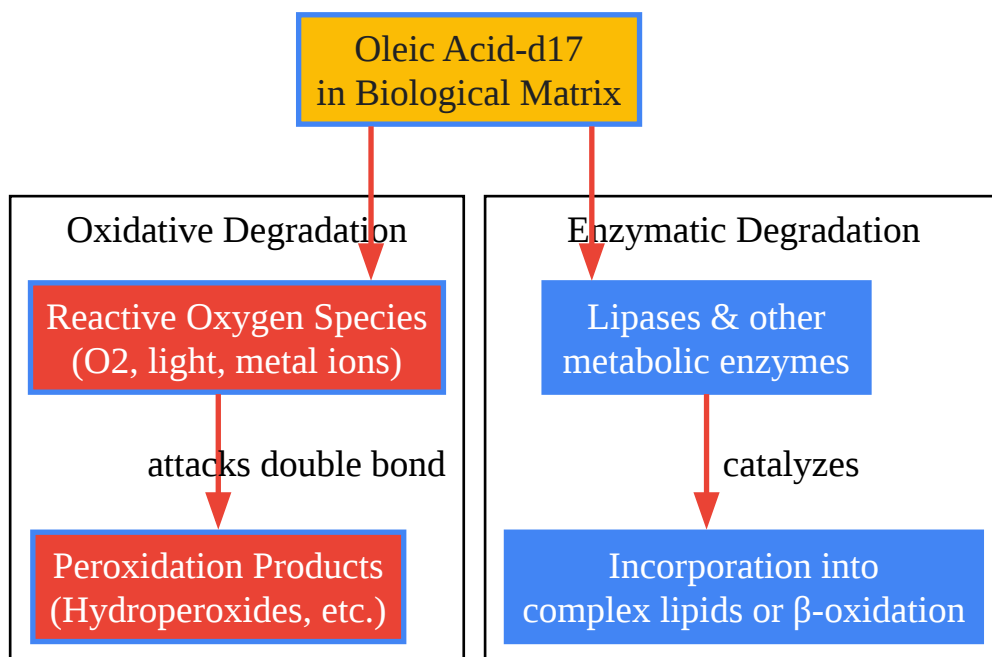 Oleic Acid-d17
in Biological Matrix
Oxidative Degradation
Reactive Oxygen Species
(O2, light, metal ions)
attacks double bond
Peroxidation Products
(Hydroperoxides, etc.)
Enzymatic Degradation
Lipases & other
metabolic enzymes
catalyzes
Incorporation into
complex lipids or β-oxidation